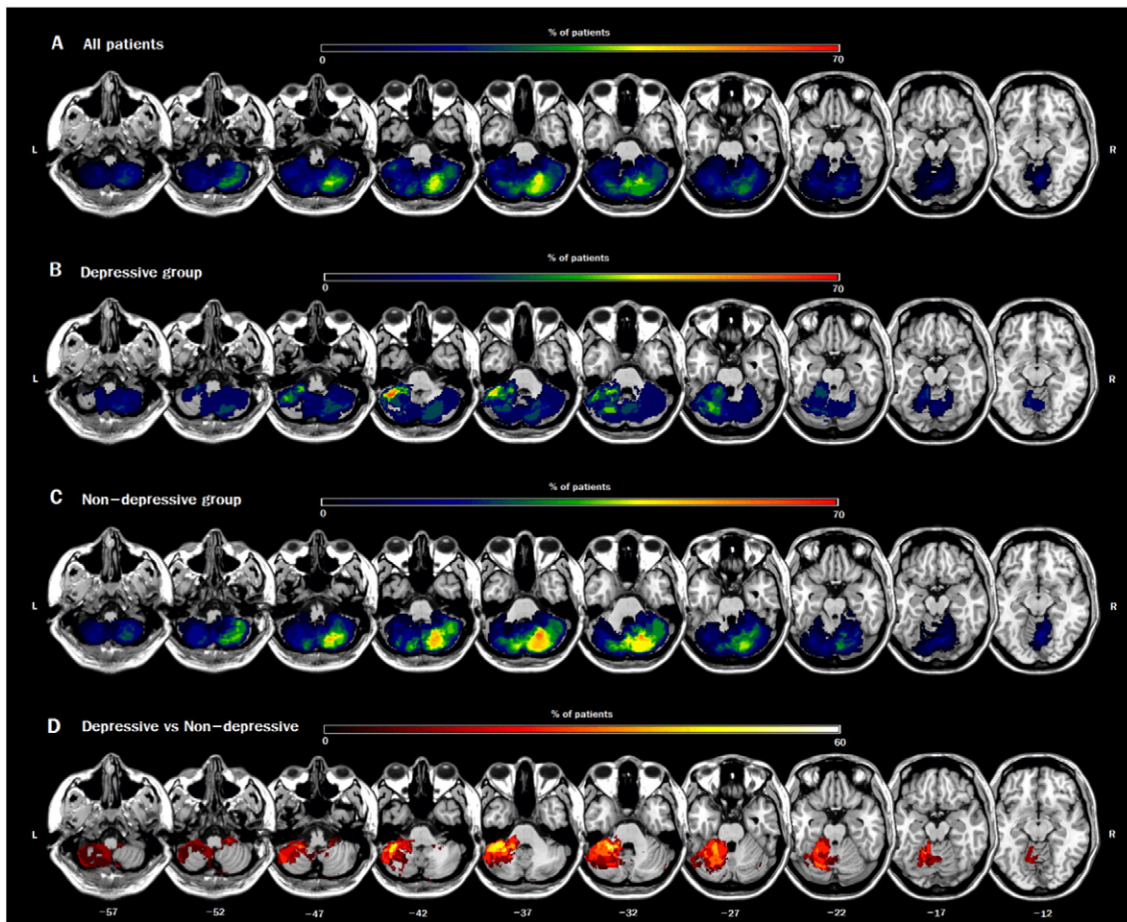 A All patients
% of patients
0 70
L R
B Depressive group
% of patients
0 70
L R
C Non-depressive group
% of patients
0 70
L R
D Depressive vs Non-depressive
% of patients
0 60
L R
-57 -52 -47 -42 -37 -32 -27 -22 -17 -12